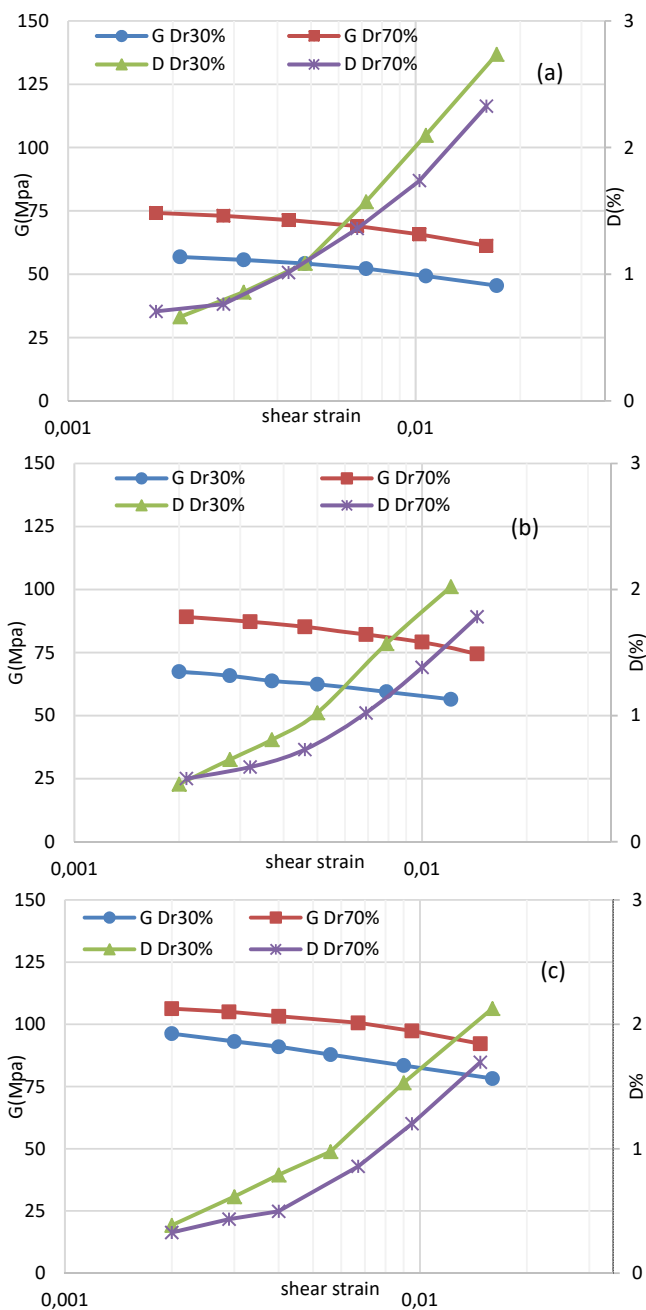 150
125
100
75
50
25
0
G(Mpa)
G Dr30% G Dr70%
D Dr30% D Dr70%
(a)
3
2
1
0
D(%)
0,001 0,01
shear strain
150
125
100
75
50
25
0
G(Mpa)
G Dr30% G Dr70%
D Dr30% D Dr70%
(b)
3
2
1
0
D(%)
0,001 0,01
shear strain
150
125
100
75
50
25
0
G(Mpa)
G Dr30% G Dr70%
D Dr30% D Dr70%
(c)
3
2
1
0
D%
0,001 0,01
shear strain